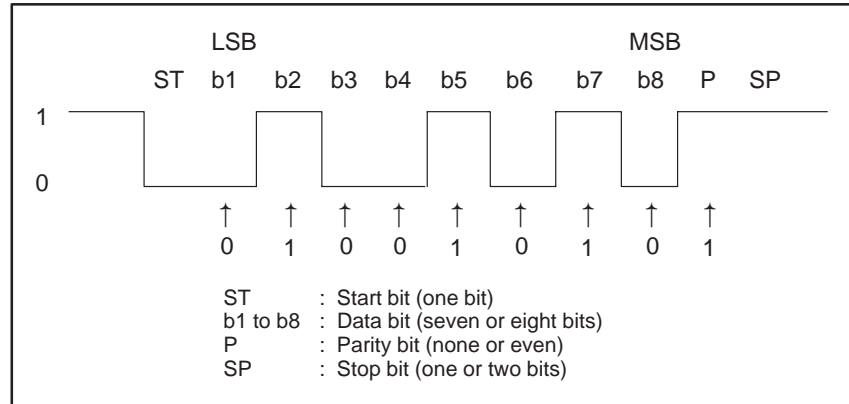 LSB MSB
ST b1 b2 b3 b4 b5 b6 b7 b8 P SP
1
0
↑ ↑ ↑ ↑ ↑ ↑ ↑ ↑ ↑
0 1 0 0 1 0 1 0 1
ST : Start bit (one bit)
b1 to b8 : Data bit (seven or eight bits)
P : Parity bit (none or even)
SP : Stop bit (one or two bits)